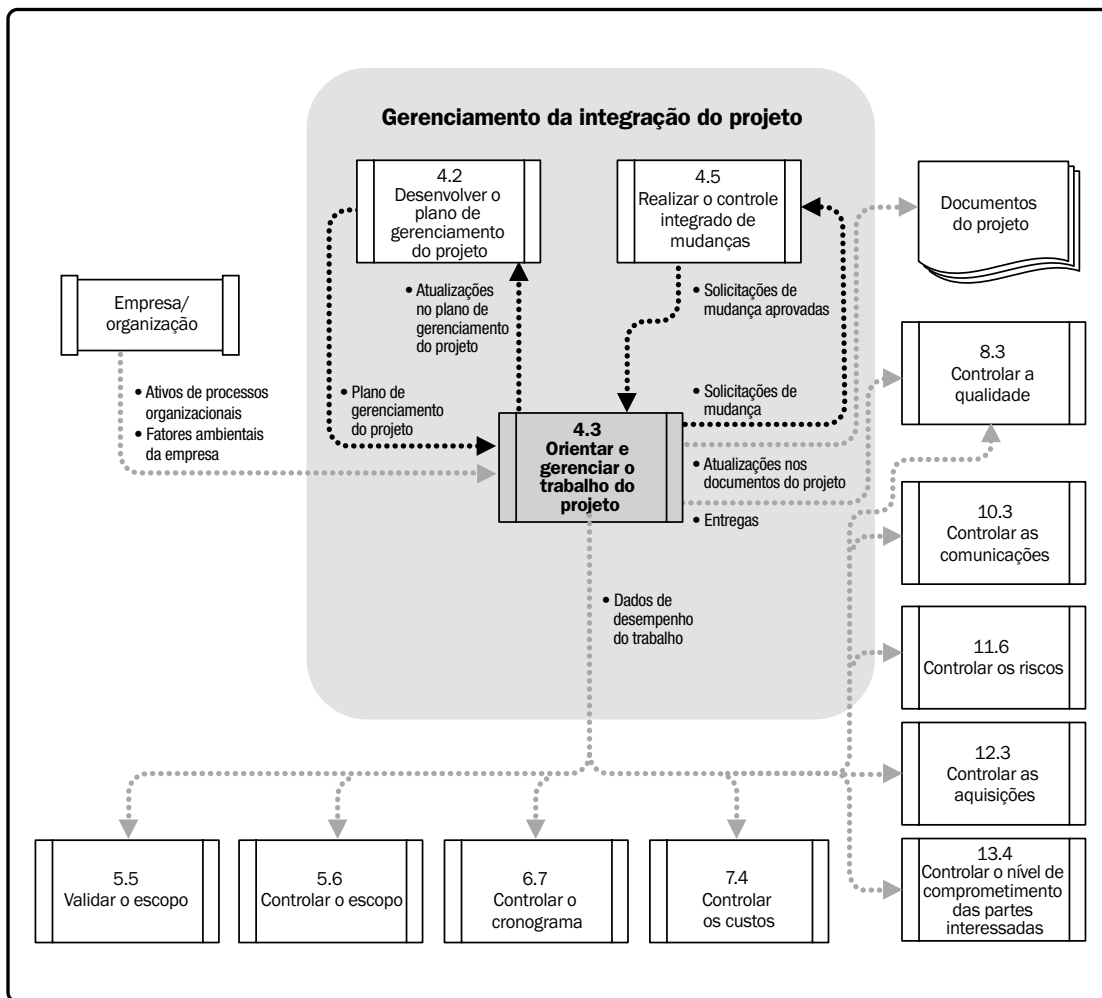 Gerenciamento da integração do projeto
4.2
Desenvolver o
plano de
gerenciamento
do projeto
4.5
Realizar o controle
integrado de
mudanças
Documentos
do projeto
Empresa/
organização
• Atualizações
no plano de
gerenciamento
do projeto
• Solicitações de
mudança aprovadas
8.3
Controlar a
qualidade
• Ativos de processos
organizacionais
• Fatores ambientais
da empresa
• Plano de
gerenciamento
do projeto
• Solicitações de
mudança
4.3
Orientar e
gerenciar o
trabalho do
projeto
• Atualizações nos
documentos do projeto
• Entregas
10.3
Controlar as
comunicações
• Dados de
desempenho
do trabalho
11.6
Controlar os riscos
12.3
Controlar as
aquisições
5.5
Validar o escopo
5.6
Controlar o escopo
6.7
Controlar o
cronograma
7.4
Controlar
os custos
13.4
Controlar o nível de
comprometimento
das partes
interessadas